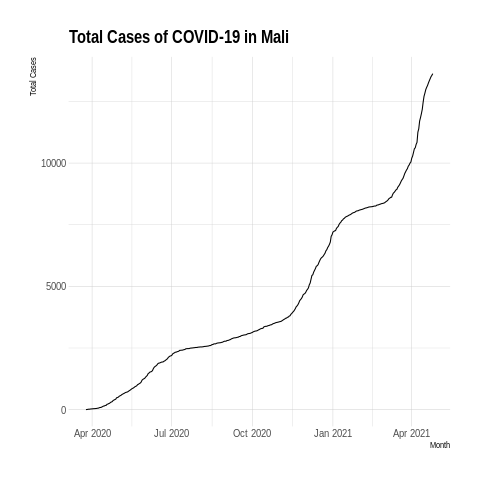 Total Cases of COVID-19 in Mali
Total Cases
10000
5000
0
Apr 2020 Jul 2020 Oct 2020 Jan 2021 Apr 2021
Month